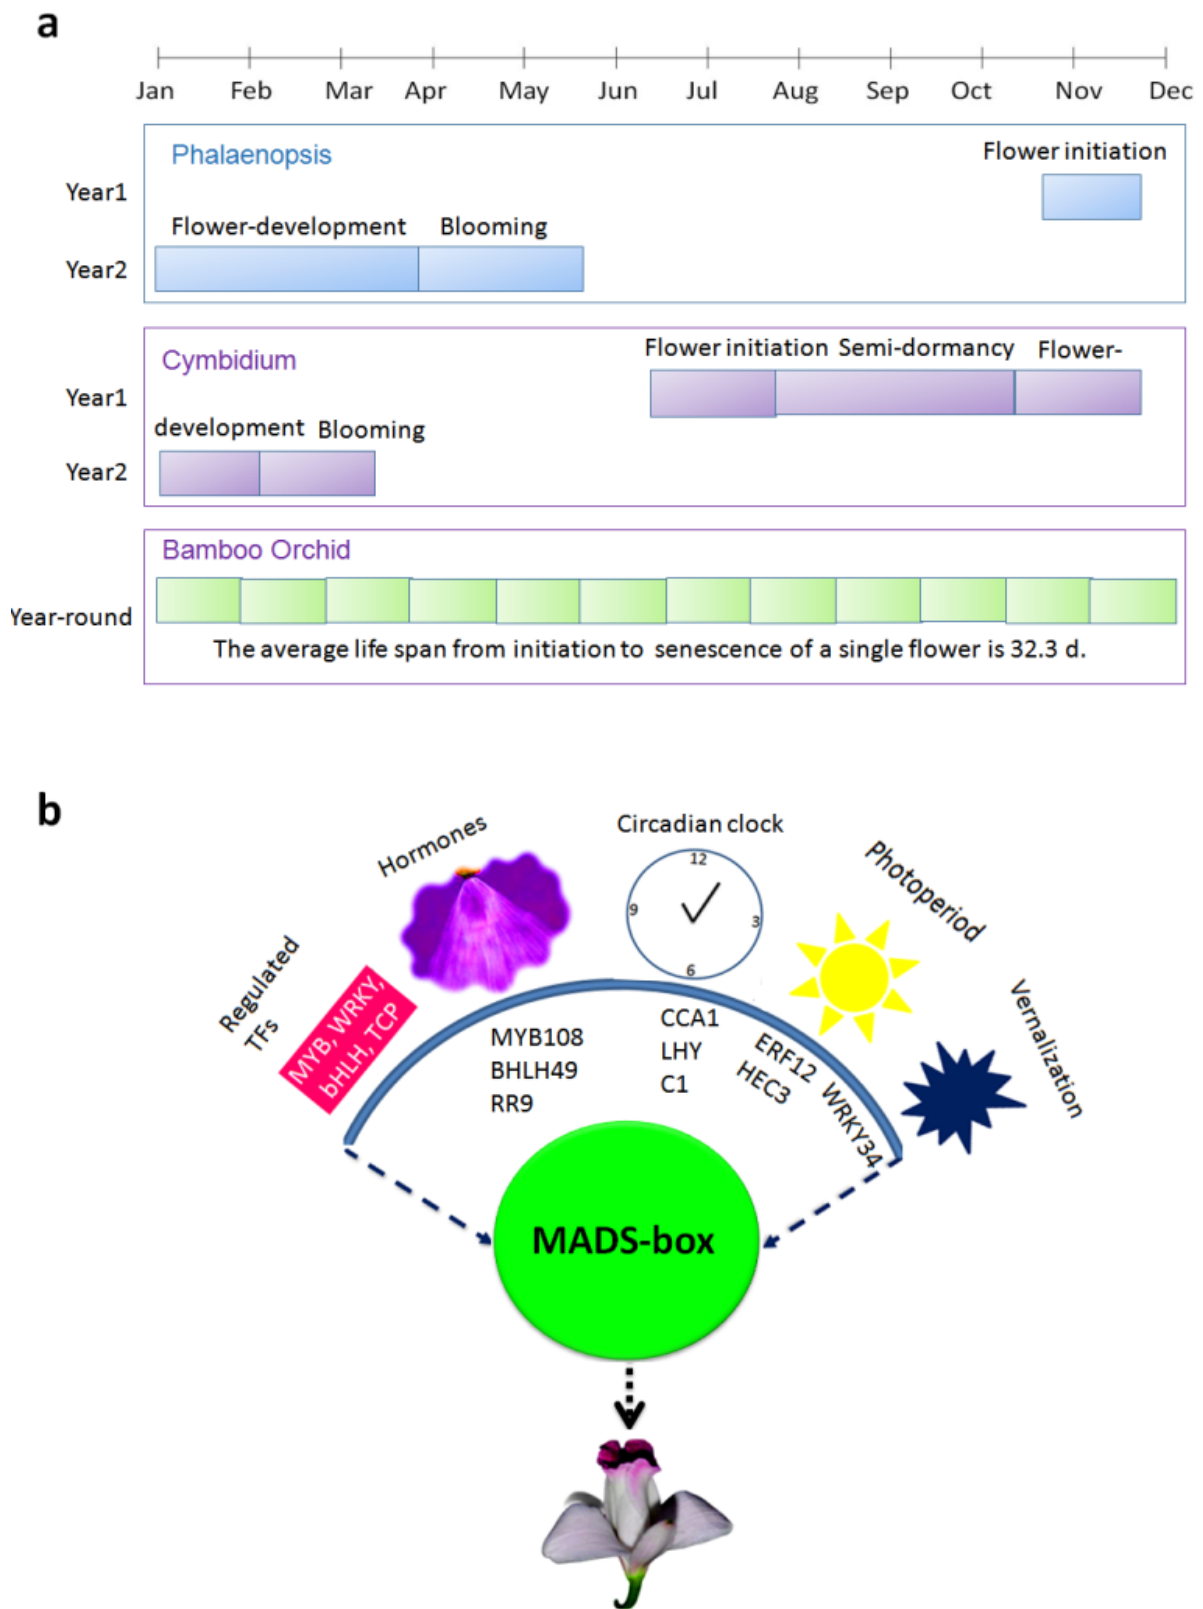 a
Jan Feb Mar Apr May Jun Jul Aug Sep Oct Nov Dec
Phalaenopsis
Flower initiation
Year1
Flower-development Blooming
Year2
Flower initiation Semi-dormancy Flower-
Cymbidium
Year1
development Blooming
Year2
Bamboo Orchid
Year-round
The average life span from initiation to senescence of a single flower is 32.3 d.
b
Regulated
TFs
MYB, WRKY,
bHLH, TCP
Hormones
Circadian clock
12
9
3
6
Photoperiod
Vernalization
MYB108
BHLH49
RR9
CCA1
LHY
C1
ERF12
HEC3
WRKY34
MADS-box